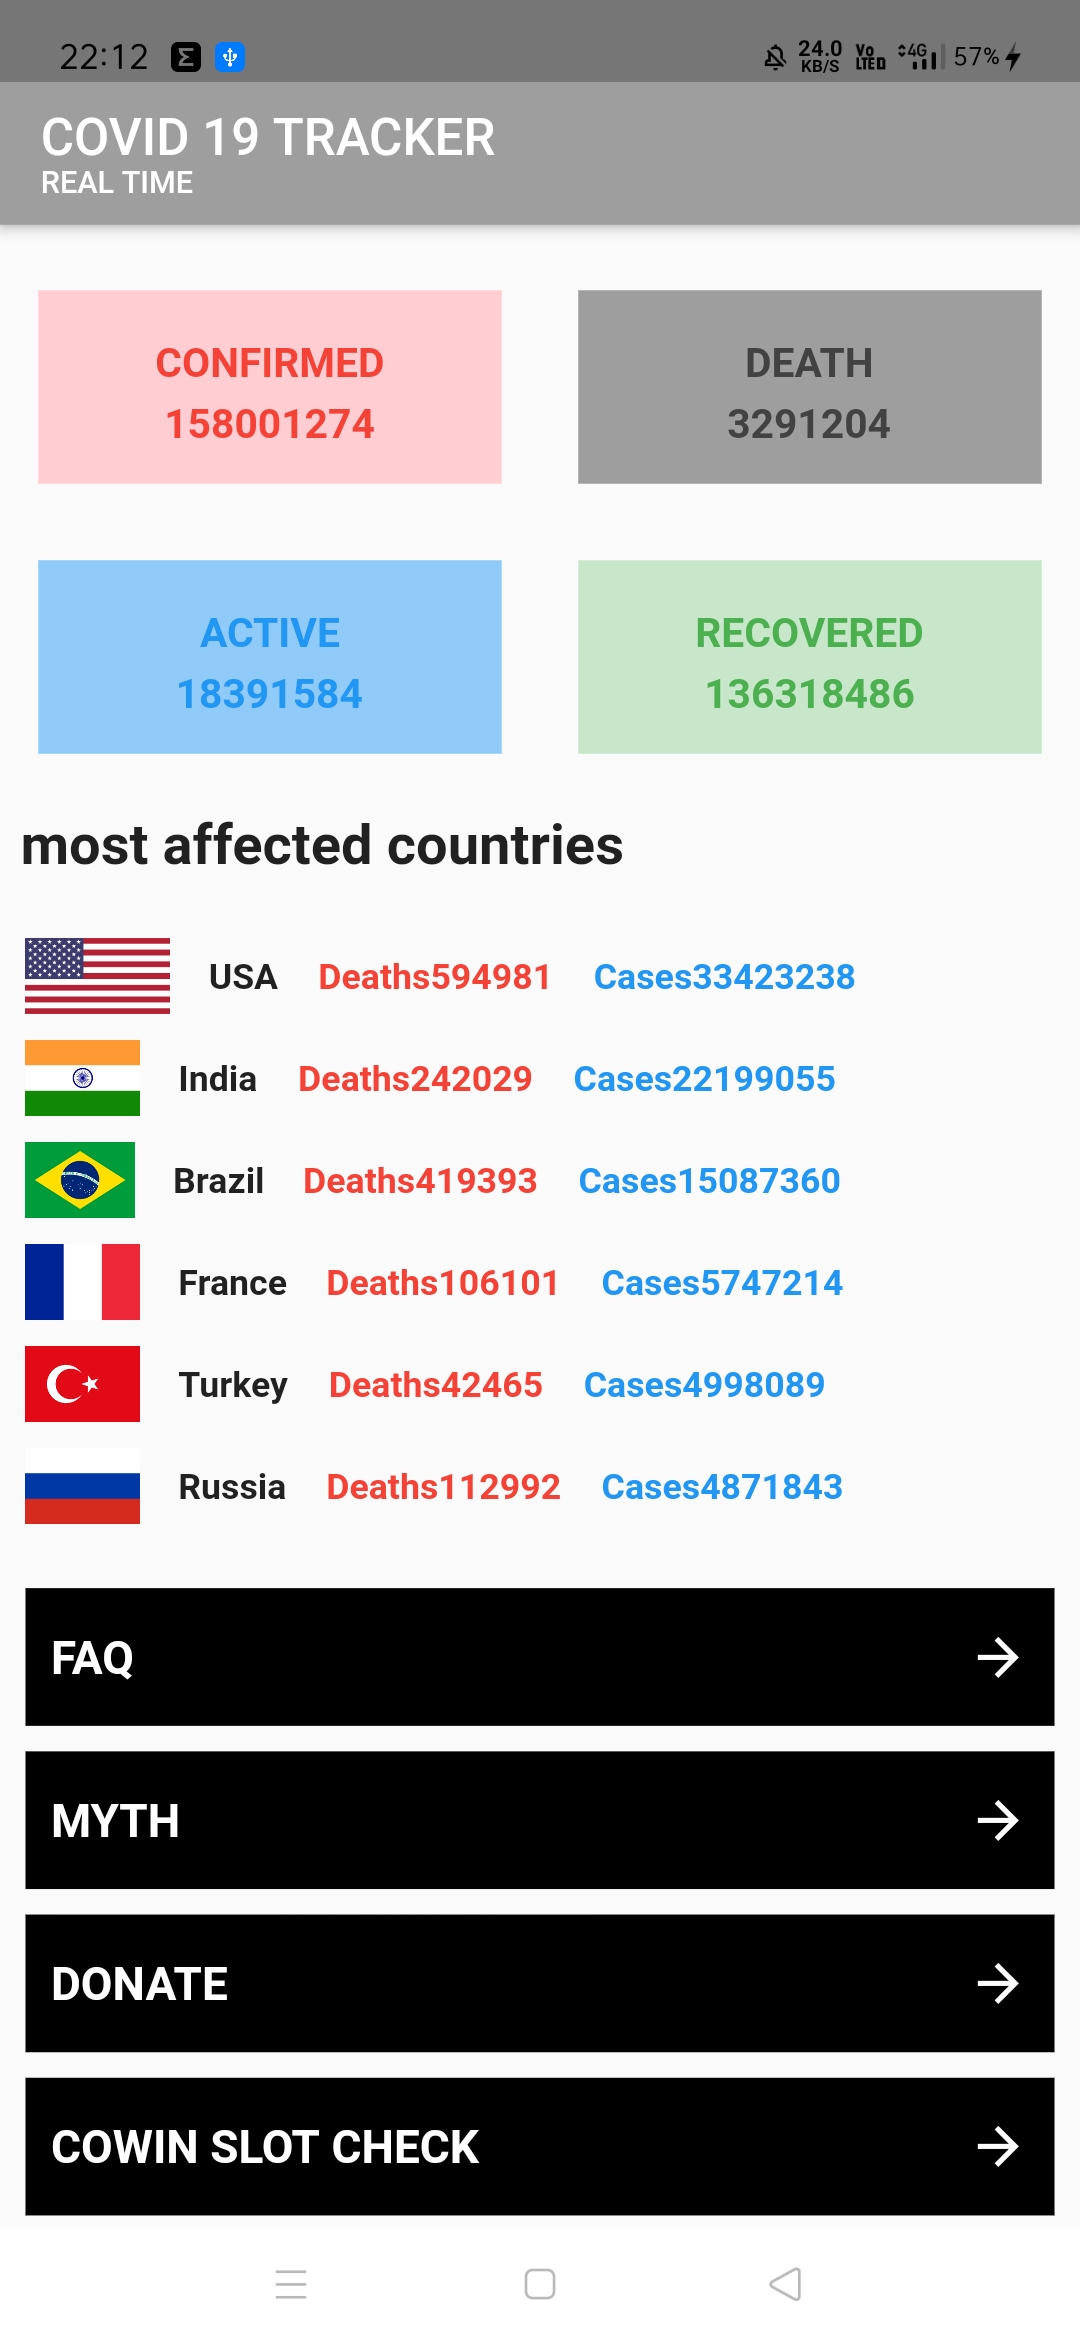 22:12 24.0 KB/S Vo LTE D 4G 57%
COVID 19 TRACKER
REAL TIME
CONFIRMED
158001274
DEATH
3291204
ACTIVE
18391584
RECOVERED
136318486
most affected countries
USA Deaths594981 Cases33423238
India Deaths242029 Cases22199055
Brazil Deaths419393 Cases15087360
France Deaths106101 Cases5747214
Turkey Deaths42465 Cases4998089
Russia Deaths112992 Cases4871843
FAQ
MYTH
DONATE
COWIN SLOT CHECK